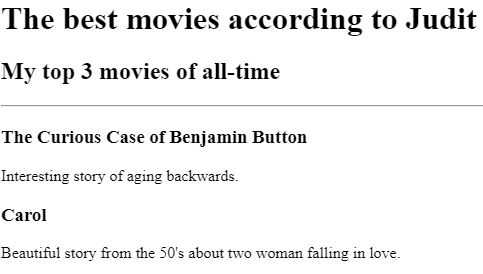 The best movies according to Judit
My top 3 movies of all-time
The Curious Case of Benjamin Button
Interesting story of aging backwards.
Carol
Beautiful story from the 50's about two woman falling in love.